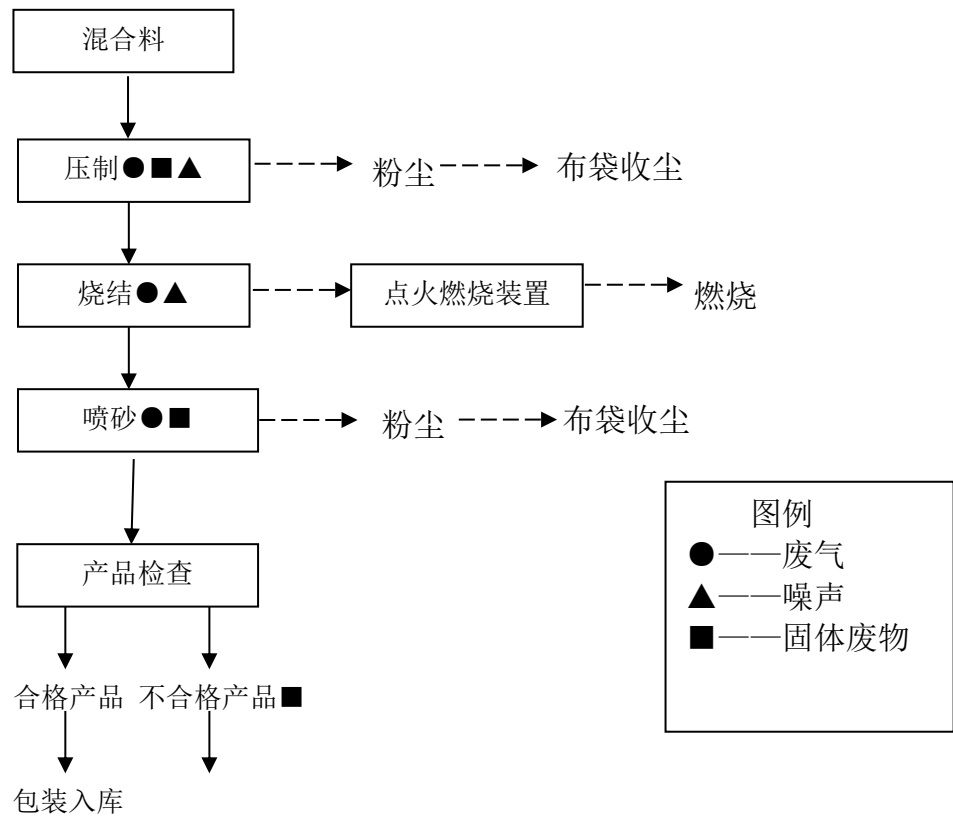 混合料
压制●■▲ 粉尘 布袋收尘
烧结●▲ 点火燃烧装置 燃烧
喷砂●■ 粉尘 布袋收尘
产品检查
合格产品 不合格产品■
包装入库
图例
●——废气
▲——噪声
■——固体废物